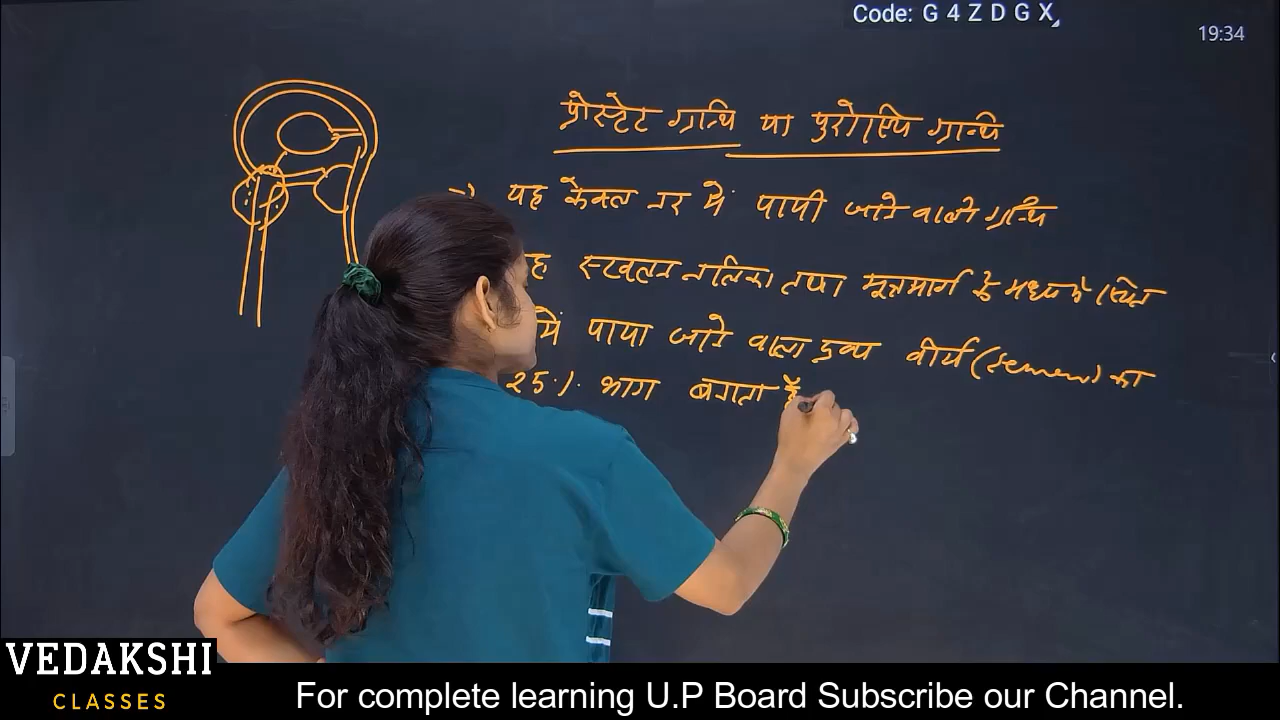 Code: G 4 Z D G X
19:34
प्रोस्टेट ग्रन्थि या पुरोस्थि ग्रन्थि
→ यह केवल नर में पायी जाने वाली ग्रंथि
स्खलन नलिका तथा मूत्रमार्ग के मध्य में स्थित
में पाया जाने वाला द्रव्य वीर्य (semen) का
25% भाग बनाता है
VEDAKSHI
CLASSES
For complete learning U.P Board Subscribe our Channel.